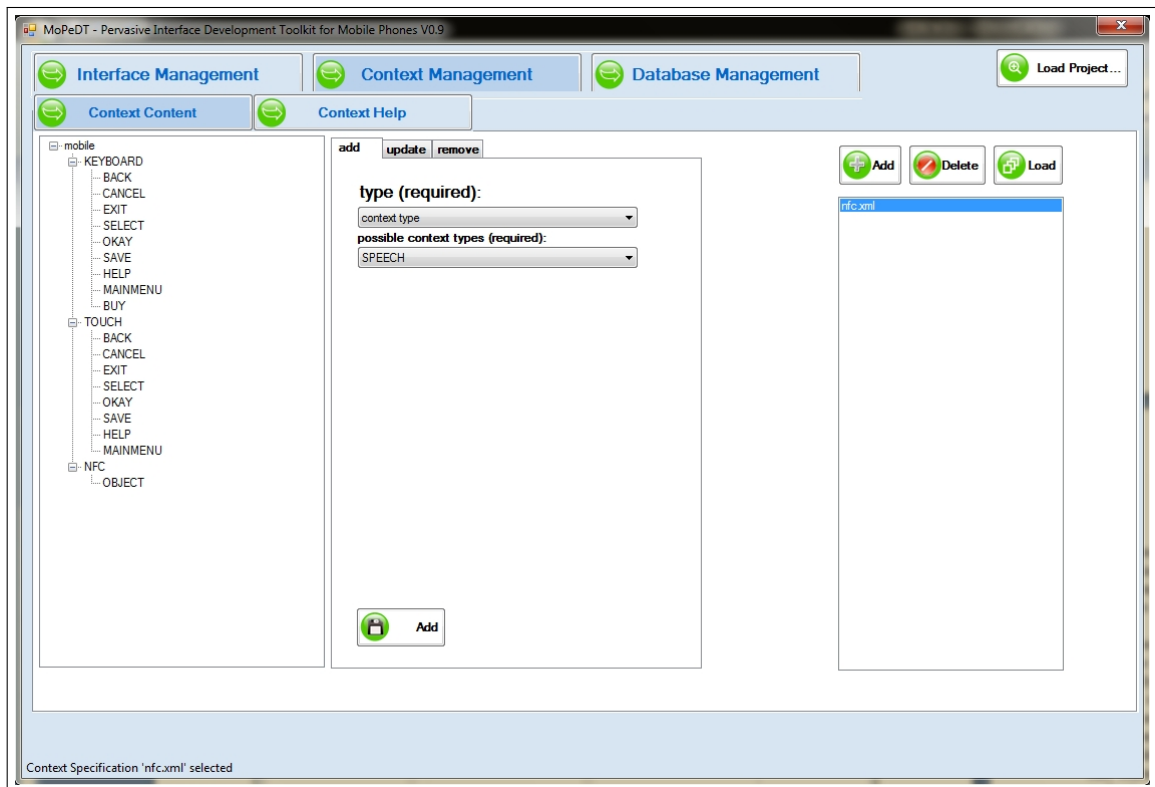 MoPeDT - Pervasive Interface Development Toolkit for Mobile Phones V0.9
Interface Management
Context Management
Database Management
Load Project...
Context Content
Context Help
mobile
KEYBOARD
BACK
CANCEL
EXIT
SELECT
OKAY
SAVE
HELP
MAINMENU
BUY
TOUCH
BACK
CANCEL
EXIT
SELECT
OKAY
SAVE
HELP
MAINMENU
NFC
OBJECT
add update remove
type (required):
context type
possible context types (required):
SPEECH
Add
Add Delete Load
nfc.xml
Context Specification 'nfc.xml' selected